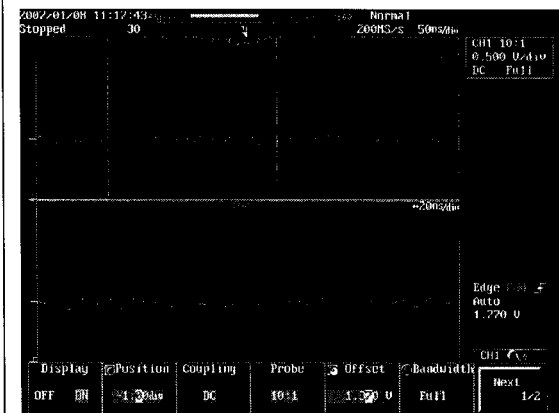 2002/01/08 11:17:43
Normal
Stopped 30 200MS/s 50ns/div
CH1 10:1
0.500 V/div
DC Full
Edge
Auto
1.770 V
CH1
Display Position Coupling Probe Offset Bandwidth
OFF ON DC 10:1 Full
Next
1/2